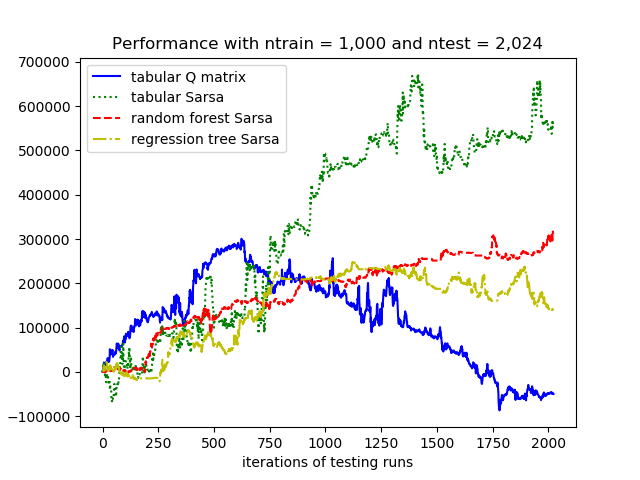 Performance with ntrain = 1,000 and ntest = 2,024
700000
600000
500000
400000
300000
200000
100000
0
−100000
tabular Q matrix
tabular Sarsa
random forest Sarsa
regression tree Sarsa
0 250 500 750 1000 1250 1500 1750 2000
iterations of testing runs